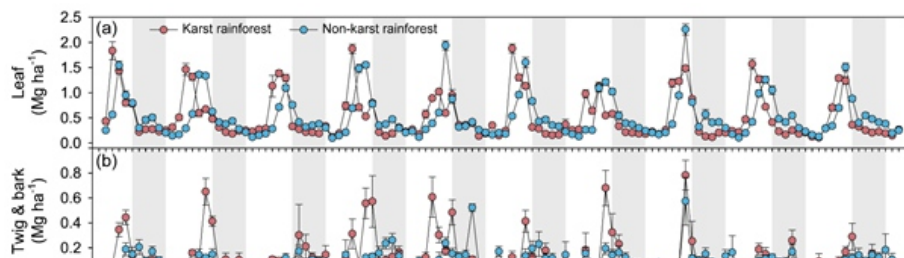 (a) Karst rainforest Non-karst rainforest
Leaf
(Mg ha⁻¹)
2.5
2.0
1.5
1.0
0.5
0.0
(b)
Twig & bark
(Mg ha⁻¹)
0.8
0.6
0.4
0.2